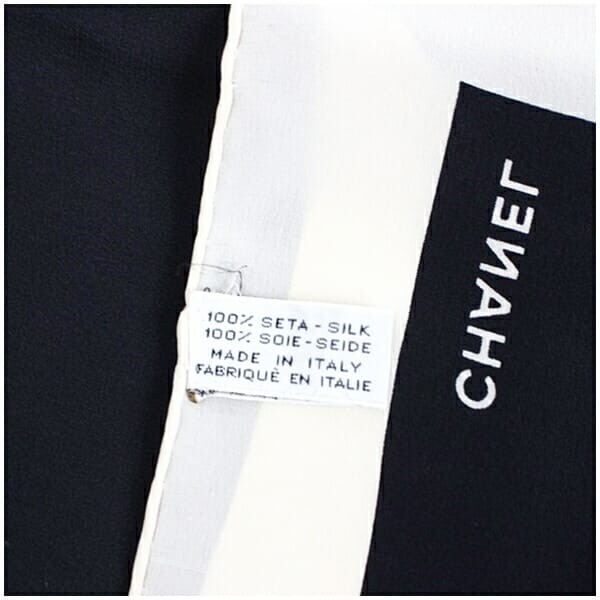 100% SETA - SILK
100% SOIE-SEIDE
MADE IN ITALY
FABRIQUÈ EN ITALIE
CHANEL